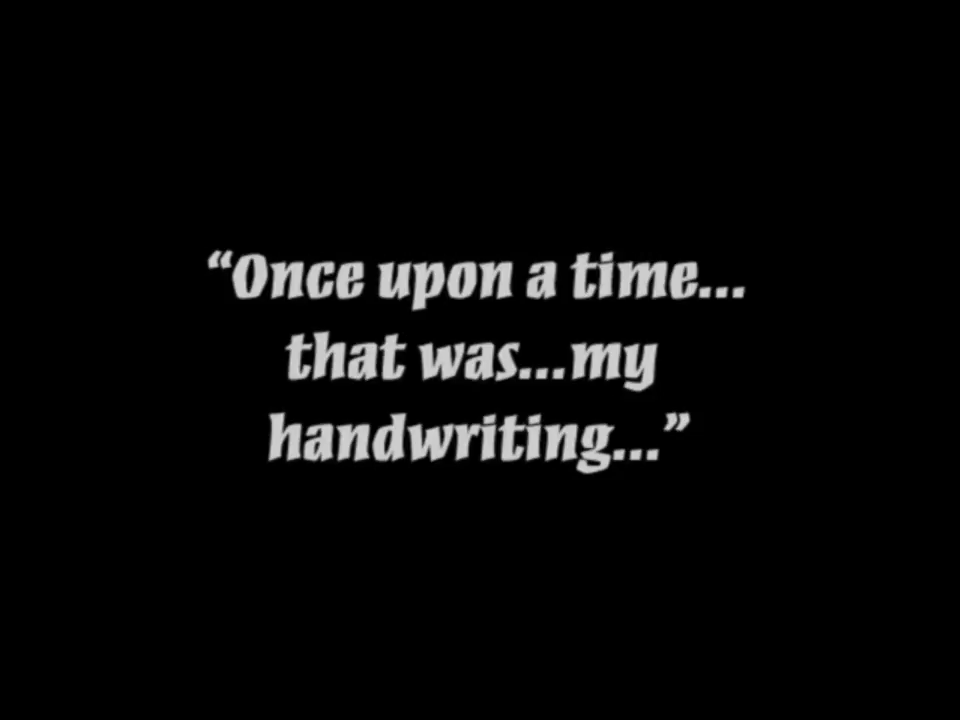 “Once upon a time...
that was...my
handwriting...”